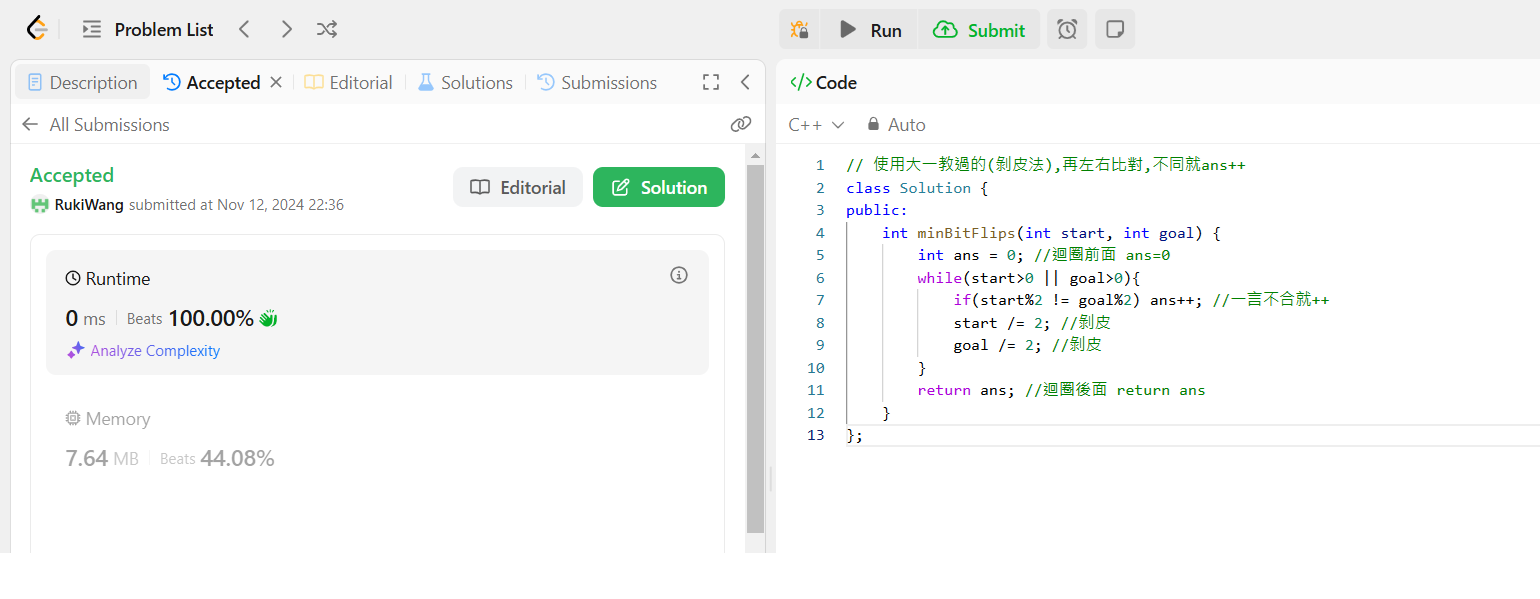 Problem List
Run
Submit
Description
Accepted
Editorial
Solutions
Submissions
All Submissions
Accepted
RukiWang submitted at Nov 12, 2024 22:36
Editorial
Solution
Runtime
0 ms
Beats 100.00%
Analyze Complexity
Memory
7.64 MB
Beats 44.08%
</> Code
C++
Auto
1 // 使用大一教過的(剝皮法),再左右比對,不同就ans++
2 class Solution {
3 public:
4 int minBitFlips(int start, int goal) {
5 int ans = 0; //迴圈前面 ans=0
6 while(start>0 || goal>0){
7 if(start%2 != goal%2) ans++; //一言不合就++
8 start /= 2; //剝皮
9 goal /= 2; //剝皮
10 }
11 return ans; //迴圈後面 return ans
12 }
13 };